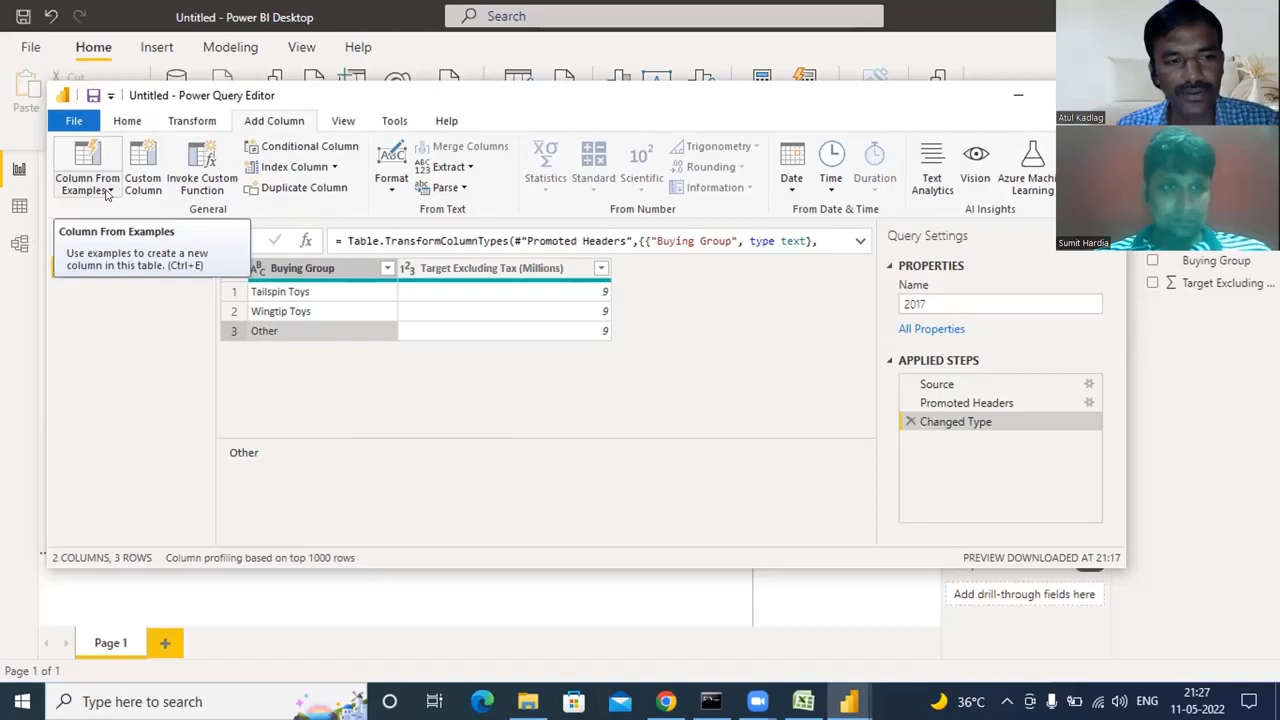 Untitled - Power BI Desktop
Search
File
Home
Insert
Modeling
View
Help
Cut
Paste
Untitled - Power Query Editor
File
Home
Transform
Add Column
View
Tools
Help
Column From
Examples
Custom
Column
Invoke Custom
Function
Conditional Column
Index Column
Duplicate Column
General
Format
Merge Columns
Extract
Parse
From Text
Statistics
Standard
Scientific
Trigonometry
Rounding
Information
From Number
Date
Time
Duration
From Date & Time
Text
Analytics
Vision
Azure Machine
Learning
AI Insights
Atul Kadlag
Sumit Hardia
Column From Examples
Use examples to create a new
column in this table. (Ctrl+E)
= Table.TransformColumnTypes(#"Promoted Headers",{{"Buying Group", type text},
Buying Group
Target Excluding Tax (Millions)
1 Tailspin Toys 9
2 Wingtip Toys 9
3 Other 9
Other
Query Settings
PROPERTIES
Name
2017
All Properties
APPLIED STEPS
Source
Promoted Headers
Changed Type
Buying Group
Target Excluding ...
2 COLUMNS, 3 ROWS
Column profiling based on top 1000 rows
PREVIEW DOWNLOADED AT 21:17
Add drill-through fields here
Page 1
Page 1 of 1
Type here to search
36°C
ENG
21:27
11-05-2022